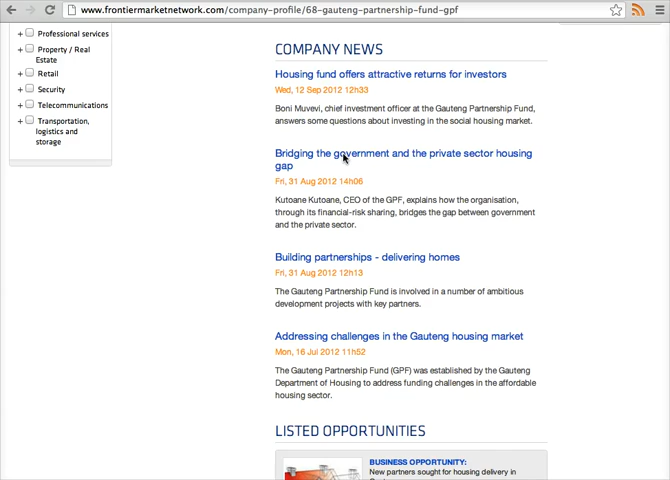 www.frontiermarketnetwork.com/company-profile/68-gauteng-partnership-fund-gpf
+ Professional services
+ Property / Real
Estate
+ Retail
+ Security
+ Telecommunications
+ Transportation,
logistics and
storage
COMPANY NEWS
Housing fund offers attractive returns for investors
Wed, 12 Sep 2012 12h33
Boni Muvevi, chief investment officer at the Gauteng Partnership Fund,
answers some questions about investing in the social housing market.
Bridging the government and the private sector housing
gap
Fri, 31 Aug 2012 14h06
Kutoane Kutoane, CEO of the GPF, explains how the organisation,
through its financial-risk sharing, bridges the gap between government
and the private sector.
Building partnerships - delivering homes
Fri, 31 Aug 2012 12h13
The Gauteng Partnership Fund is involved in a number of ambitious
development projects with key partners.
Addressing challenges in the Gauteng housing market
Mon, 16 Jul 2012 11h52
The Gauteng Partnership Fund (GPF) was established by the Gauteng
Department of Housing to address funding challenges in the affordable
housing sector.
LISTED OPPORTUNITIES
BUSINESS OPPORTUNITY:
New partners sought for housing delivery in